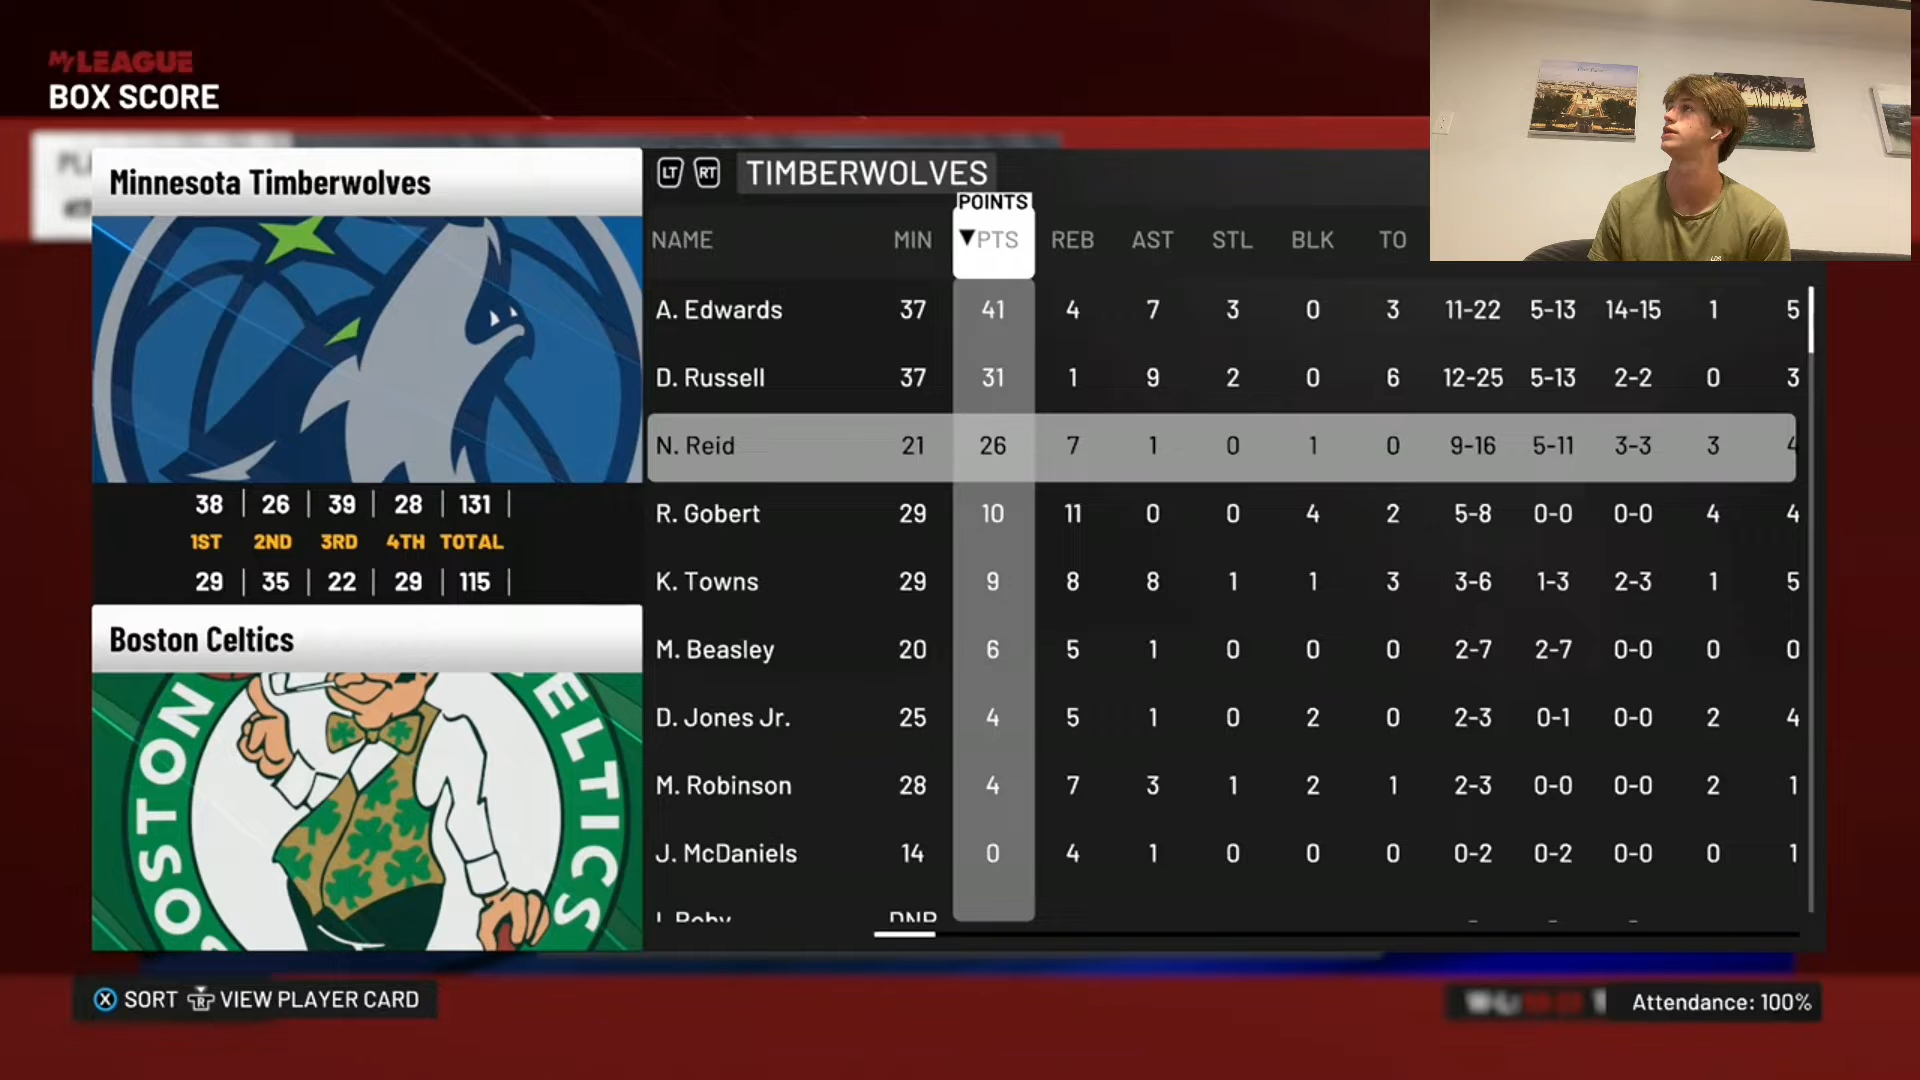 MyLEAGUE
BOX SCORE
Minnesota Timberwolves
38 | 26 | 39 | 28 | 131 |
1ST 2ND 3RD 4TH TOTAL
29 | 35 | 22 | 29 | 115 |
Boston Celtics
BOSTON CELTICS
BOSTON
LT RT TIMBERWOLVES
POINTS
NAME MIN ▼PTS REB AST STL BLK TO
A. Edwards 37 41 4 7 3 0 3 11-22 5-13 14-15 1 5
D. Russell 37 31 1 9 2 0 6 12-25 5-13 2-2 0 3
N. Reid 21 26 7 1 0 1 0 9-16 5-11 3-3 3 4
R. Gobert 29 10 11 0 0 4 2 5-8 0-0 0-0 4 4
K. Towns 29 9 8 8 1 1 3 3-6 1-3 2-3 1 5
M. Beasley 20 6 5 1 0 0 0 2-7 2-7 0-0 0 0
D. Jones Jr. 25 4 5 1 0 2 0 2-3 0-1 0-0 2 4
M. Robinson 28 4 7 3 1 2 1 2-3 0-0 0-0 2 1
J. McDaniels 14 0 4 1 0 0 0 0-2 0-2 0-0 0 1
DNP - - -
X SORT R VIEW PLAYER CARD
Attendance: 100%